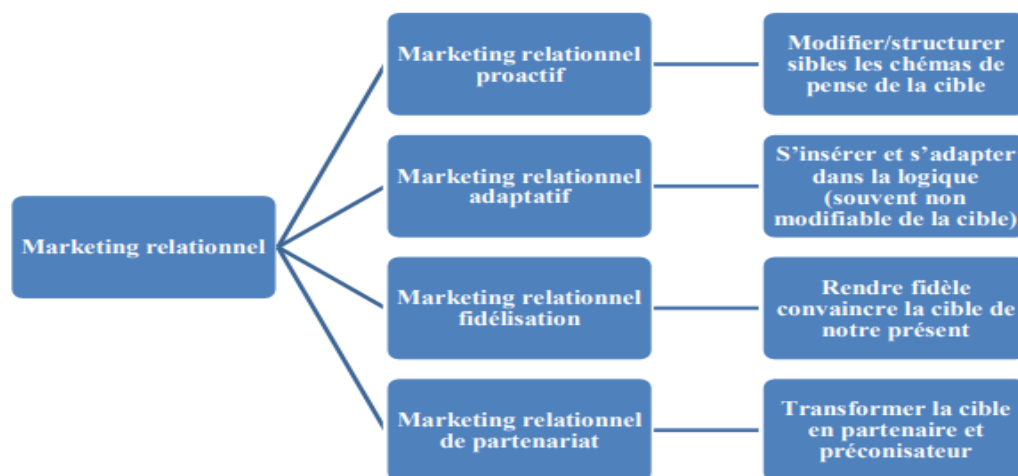 Marketing relationnel
Marketing relationnel
proactif
Modifier/structurer
sibles les chémas de
pense de la cible
Marketing relationnel
adaptatif
S'insérer et s'adapter
dans la logique
(souvent non
modifiable de la cible)
Marketing relationnel
fidélisation
Rendre fidèle
convaincre la cible de
notre présent
Marketing relationnel
de partenariat
Transformer la cible
en partenaire et
préconisateur